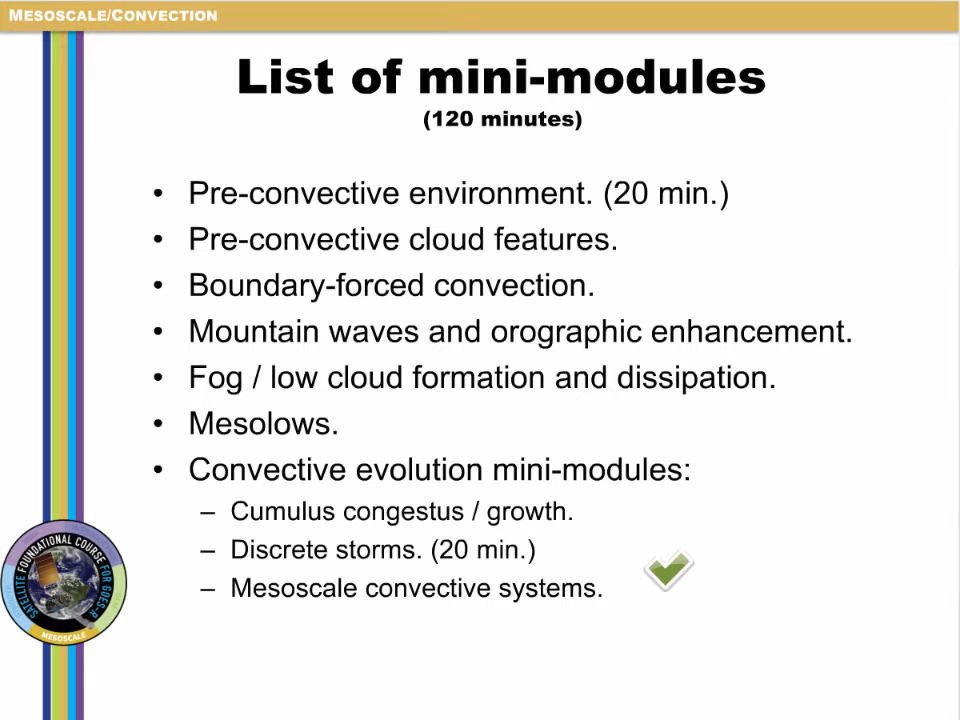 MESOSCALE/CONVECTION
List of mini-modules
(120 minutes)
• Pre-convective environment. (20 min.)
• Pre-convective cloud features.
• Boundary-forced convection.
• Mountain waves and orographic enhancement.
• Fog / low cloud formation and dissipation.
• Mesolows.
• Convective evolution mini-modules:
– Cumulus congestus / growth.
– Discrete storms. (20 min.)
– Mesoscale convective systems.
SATELLITE FOUNDATIONAL COURSE FOR GOES-R
MESOSCALE